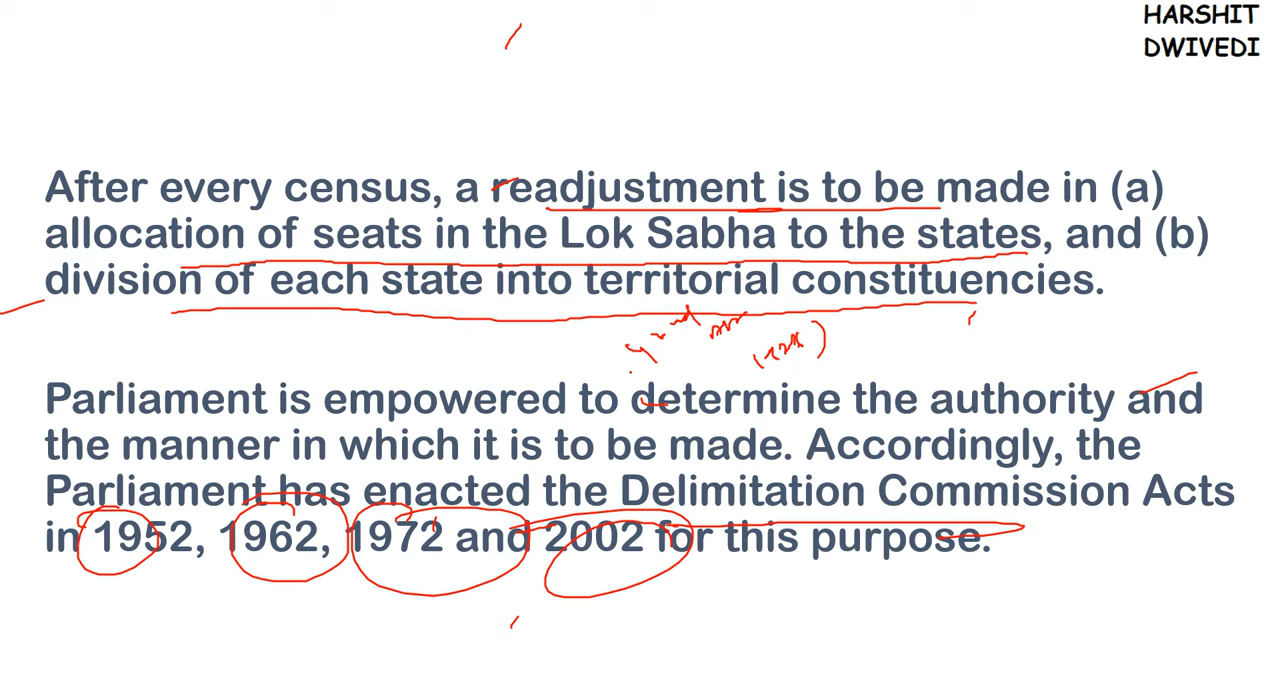 HARSHIT
DWIVEDI
After every census, a readjustment is to be made in (a)
allocation of seats in the Lok Sabha to the states, and (b)
division of each state into territorial constituencies.
Parliament is empowered to determine the authority and
the manner in which it is to be made. Accordingly, the
Parliament has enacted the Delimitation Commission Acts
in 1952, 1962, 1972 and 2002 for this purpose.